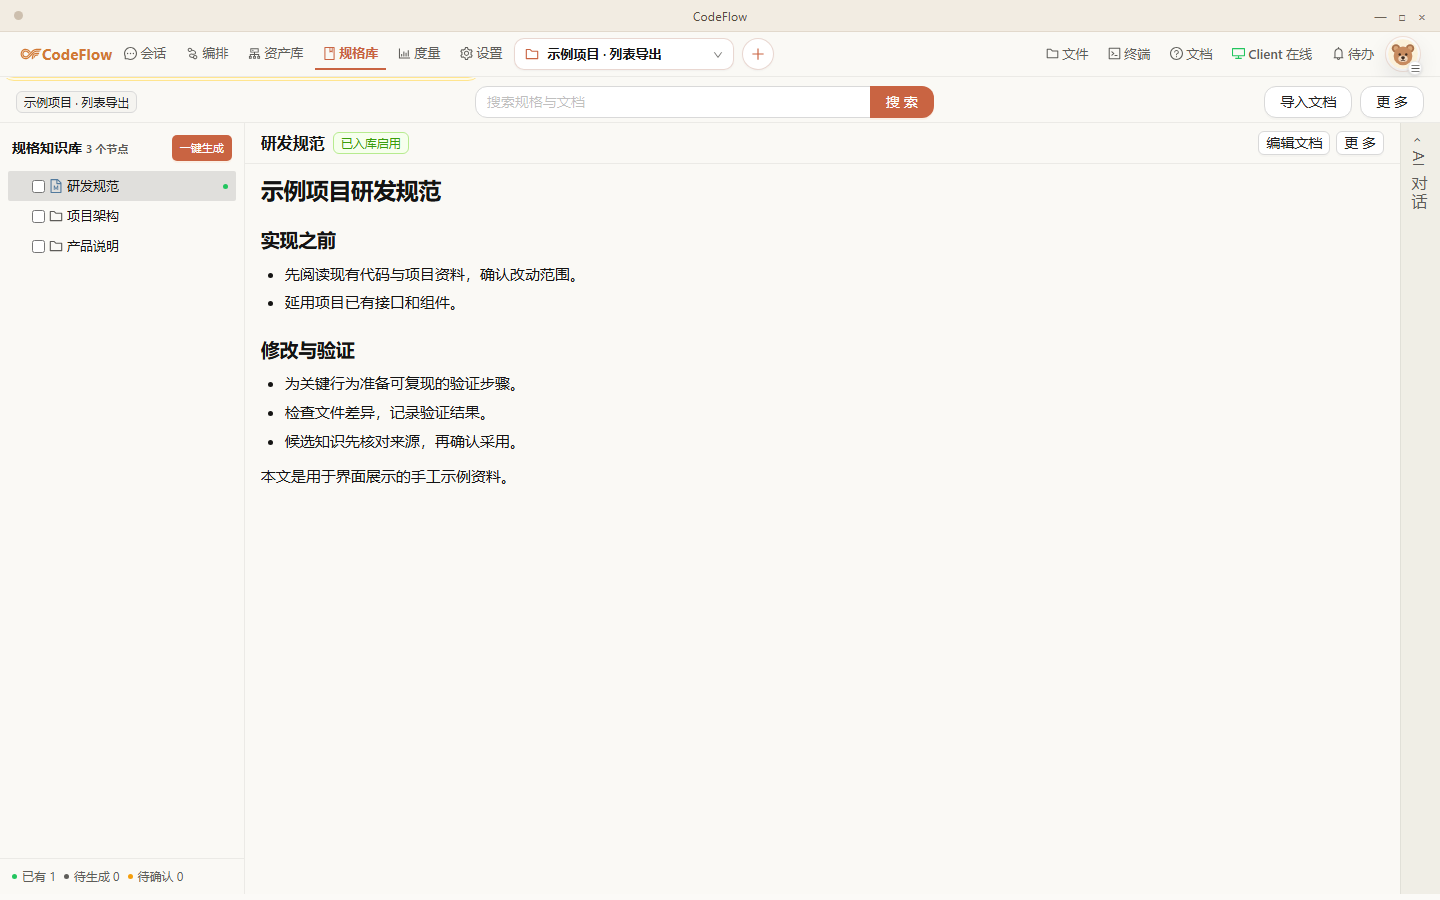 CodeFlow
CodeFlow 会话 编排 资产库 规格库 度量 设置 示例项目 · 列表导出 文件 终端 文档 Client 在线 待办
示例项目 · 列表导出 搜索规格与文档 搜 索 导入文档 更 多
规格知识库 3 个节点 一键生成
研发规范
项目架构
产品说明
已有 1 待生成 0 待确认 0
研发规范 已入库启用 编辑文档 更 多
示例项目研发规范
实现之前
先阅读现有代码与项目资料，确认改动范围。
延用项目已有接口和组件。
修改与验证
为关键行为准备可复现的验证步骤。
检查文件差异，记录验证结果。
候选知识先核对来源，再确认采用。
本文是用于界面展示的手工示例资料。
AI 对话